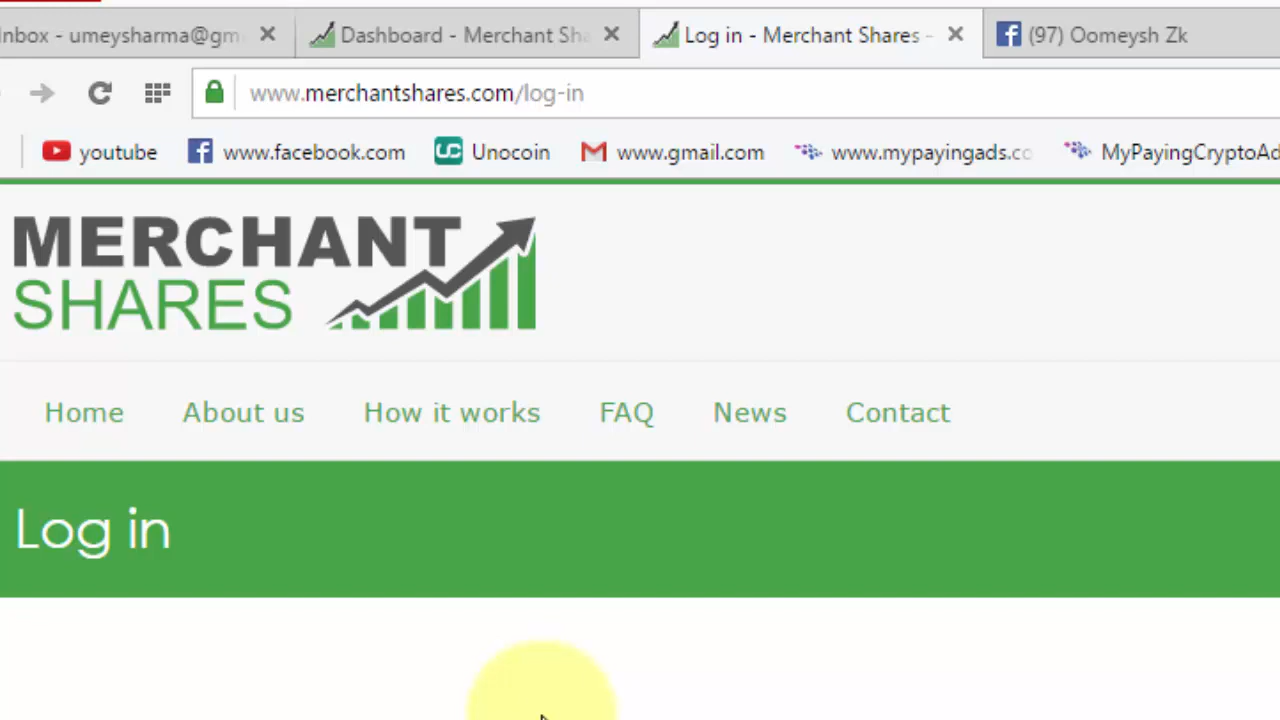 Inbox - umeysharma@gm
Dashboard - Merchant Sha
Log in - Merchant Shares -
(97) Oomeysh Zk
www.merchantshares.com/log-in
youtube
www.facebook.com
UC Unocoin
www.gmail.com
www.mypayingads.co
MyPayingCryptoAd
MERCHANT
SHARES
Home About us How it works FAQ News Contact
Log in